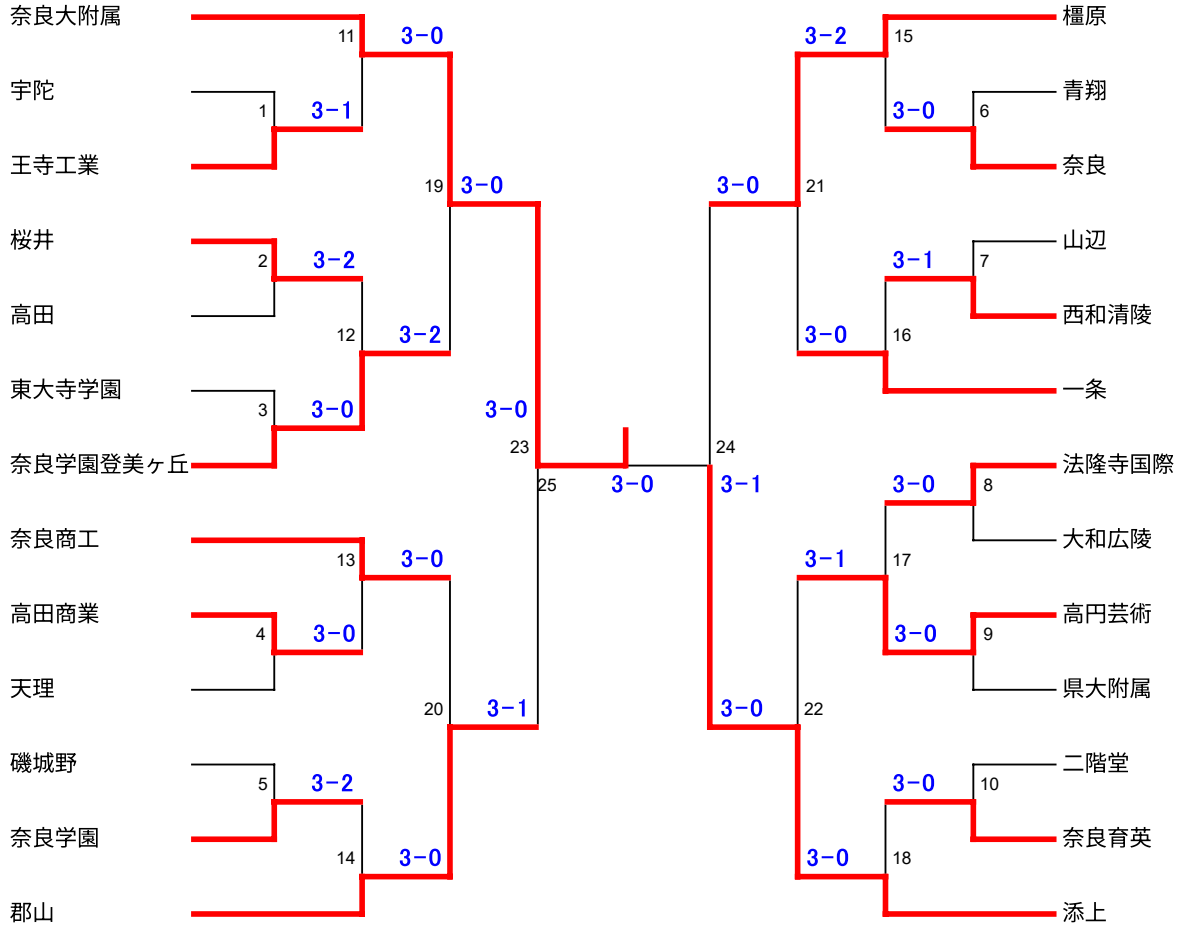 奈良大附属
11
3-0
3-2
15
橿原
宇陀
1
3-1
3-0
6
青翔
王寺工業
奈良
19
3-0
3-0
21
桜井
2
3-2
3-1
7
山辺
高田
12
3-2
3-0
16
西和清陵
東大寺学園
3
3-0
3-0
一条
奈良学園登美ヶ丘
23
25
3-0
24
3-1
3-0
8
法隆寺国際
奈良商工
13
3-0
3-1
17
大和広陵
高田商業
4
3-0
3-0
9
高円芸術
天理
県大附属
20
3-1
3-0
22
磯城野
5
3-2
3-0
10
二階堂
奈良学園
奈良育英
14
3-0
3-0
18
郡山
添上